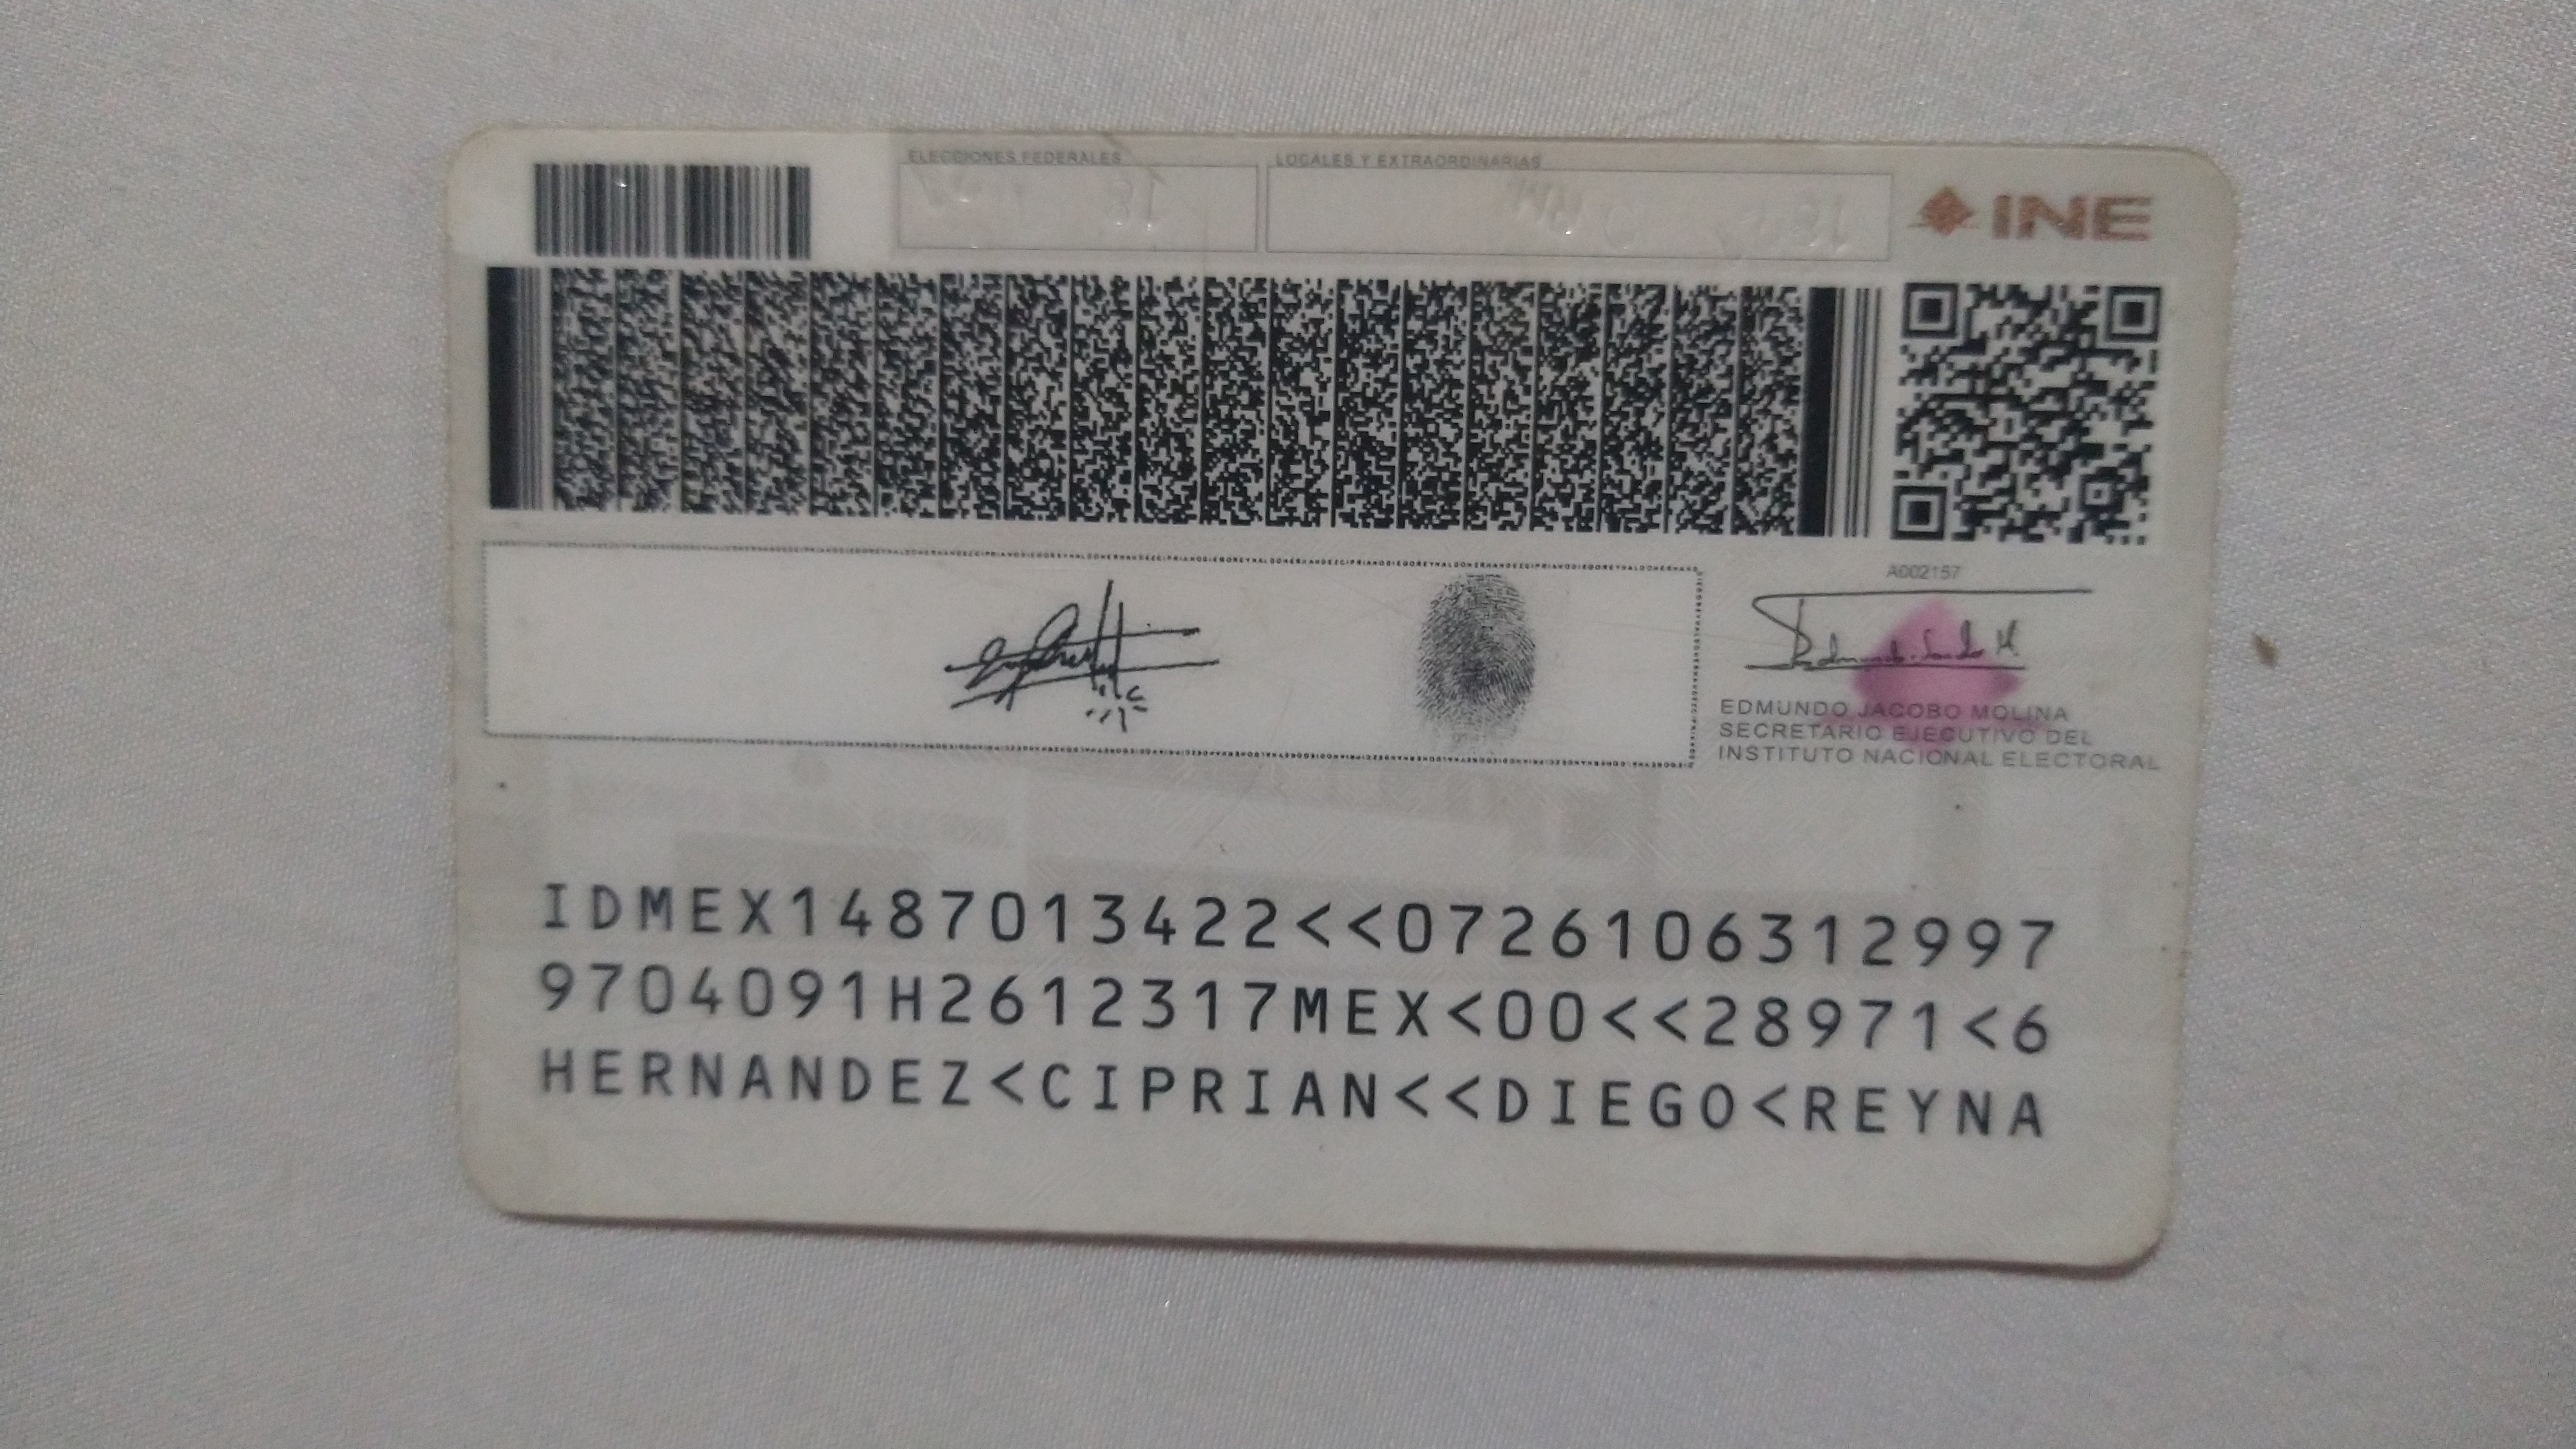 ELECCIONES FEDERALES
LOCALES Y EXTRAORDINARIAS
INE
A002157
EDMUNDO JACOBO MOLINA
SECRETARIO EJECUTIVO DEL
INSTITUTO NACIONAL ELECTORAL
IDMEX1487013422<<0726106312997
9704091H2612317MEX<00<<28971<6
HERNANDEZ<CIPRIAN<<DIEGO<REYNA